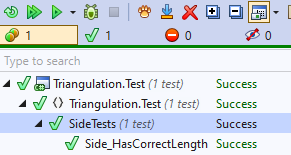 1 1 0 0
Type to search
Triangulation.Test (1 test) Success
Triangulation.Test (1 test) Success
SideTests (1 test) Success
Side_HasCorrectLength Success